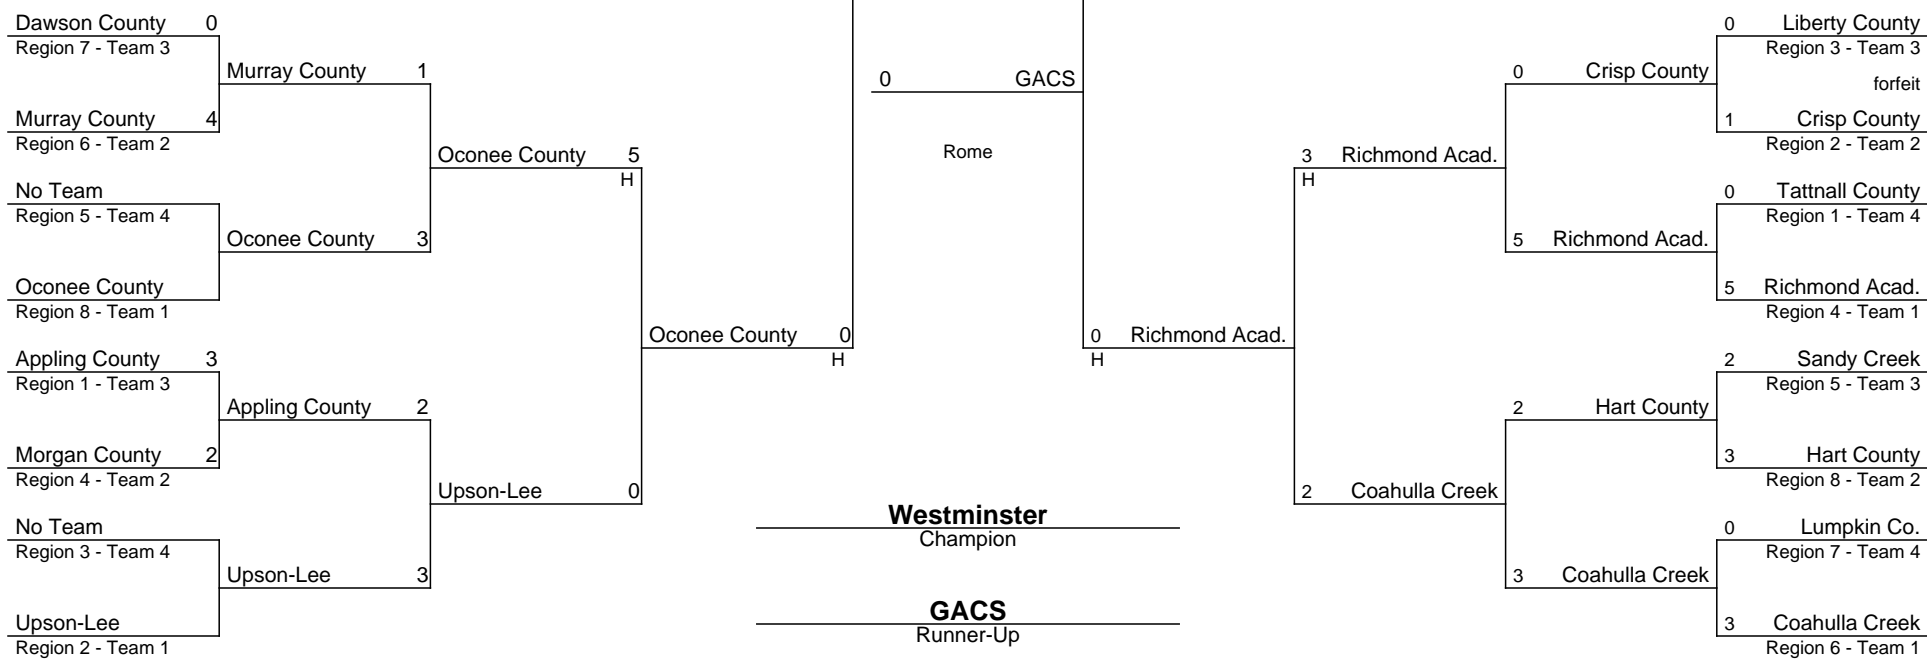 Dawson County 0
Region 7 - Team 3
Murray County 1
Murray County 4
Region 6 - Team 2
Oconee County 5
H
No Team
Region 5 - Team 4
Oconee County 3
Oconee County
Region 8 - Team 1
Oconee County 0
H
Appling County 3
Region 1 - Team 3
Appling County 2
Morgan County 2
Region 4 - Team 2
Upson-Lee 0
No Team
Region 3 - Team 4
Upson-Lee 3
Upson-Lee
Region 2 - Team 1
0 GACS
Rome
Westminster
Champion
GACS
Runner-Up
0 Liberty County
Region 3 - Team 3
forfeit
0 Crisp County
1 Crisp County
Region 2 - Team 2
3 Richmond Acad.
H
0 Tattnall County
Region 1 - Team 4
5 Richmond Acad.
5 Richmond Acad.
Region 4 - Team 1
0 Richmond Acad.
H
2 Sandy Creek
Region 5 - Team 3
2 Hart County
3 Hart County
Region 8 - Team 2
2 Coahulla Creek
0 Lumpkin Co.
Region 7 - Team 4
3 Coahulla Creek
3 Coahulla Creek
Region 6 - Team 1